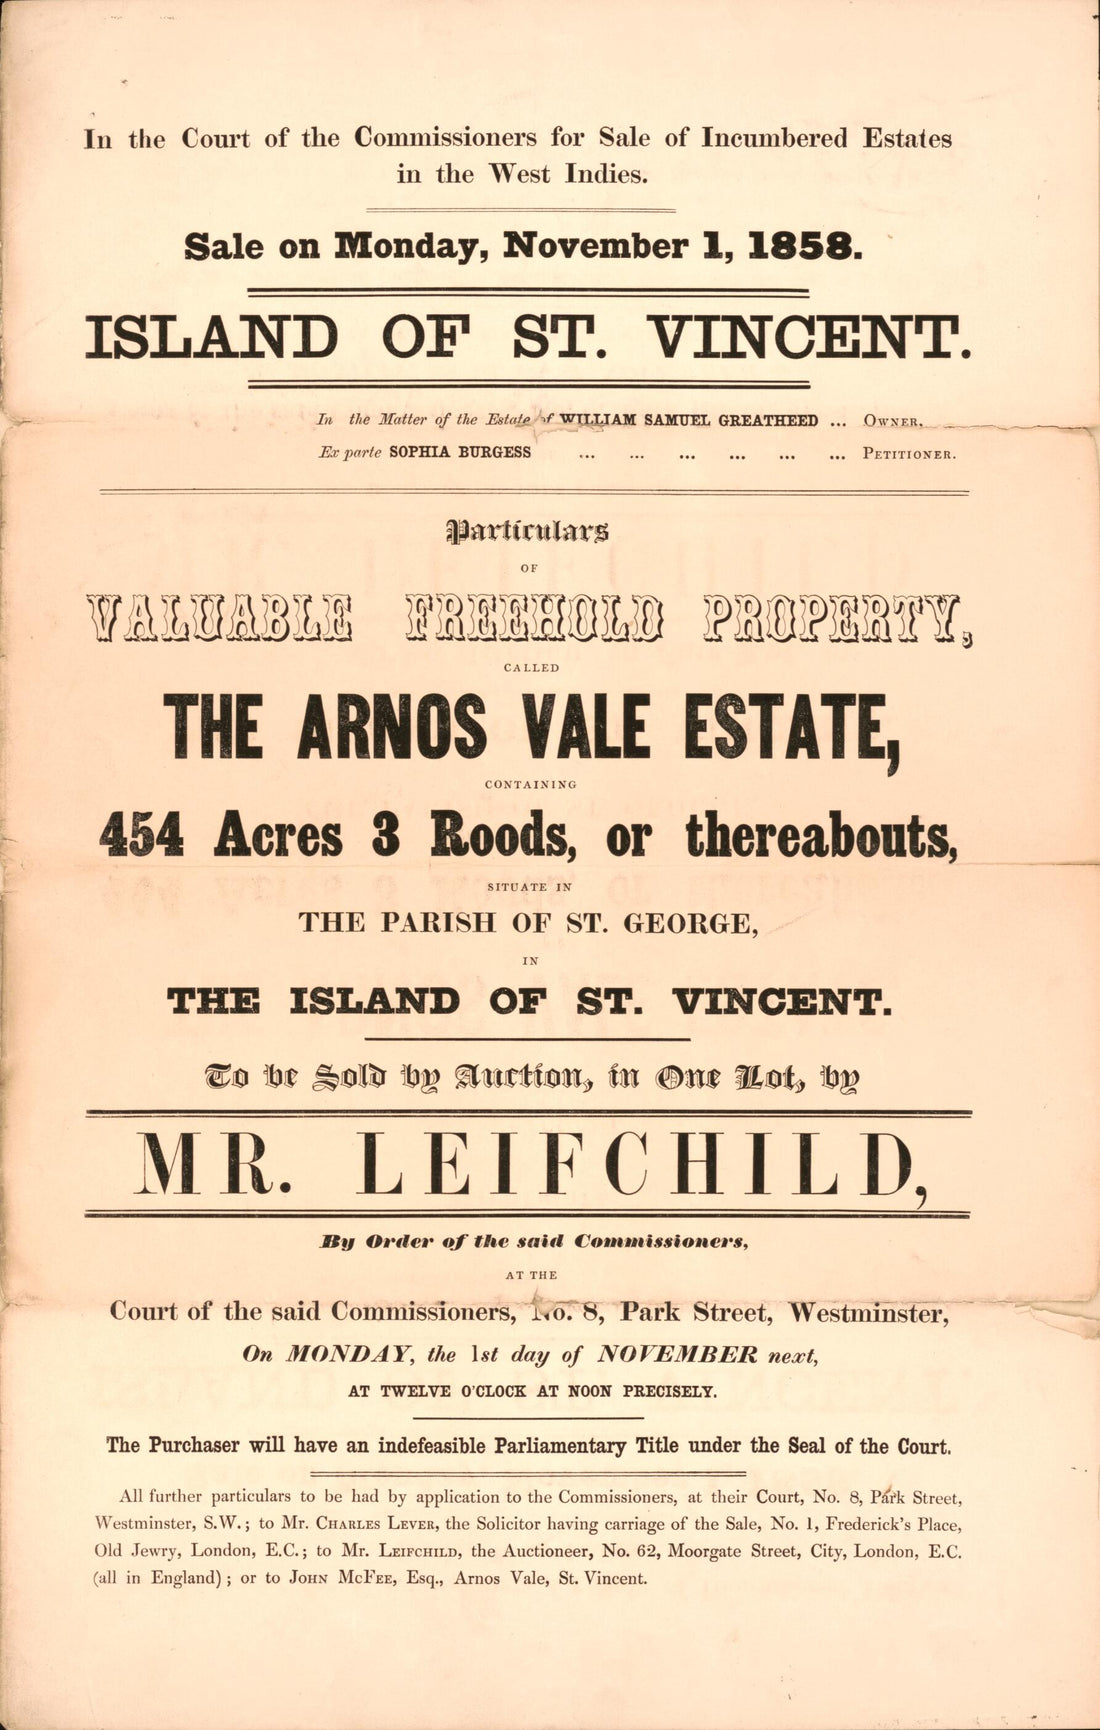 In the Court of the Commissioners for Sale of Incumbered Estates
in the West Indies.
Sale on Monday, November 1, 1858.
ISLAND OF ST. VINCENT.
In the Matter of the Estate of WILLIAM SAMUEL GREATHEED ... OWNER.
Ex parte SOPHIA BURGESS ... ... ... ... ... ... PETITIONER.
Particulars
OF
VALUABLE FREEHOLD PROPERTY,
CALLED
THE ARNOS VALE ESTATE,
CONTAINING
454 Acres 3 Roods, or thereabouts,
SITUATE IN
THE PARISH OF ST. GEORGE,
IN
THE ISLAND OF ST. VINCENT.
To be Sold by Auction, in One Lot, by
MR. LEIFCHILD,
By Order of the said Commissioners,
AT THE
Court of the said Commissioners, No. 8, Park Street, Westminster,
On MONDAY, the 1st day of NOVEMBER next,
AT TWELVE O'CLOCK AT NOON PRECISELY.
The Purchaser will have an indefeasible Parliamentary Title under the Seal of the Court.
All further particulars to be had by application to the Commissioners, at their Court, No. 8, Park Street,
Westminster, S.W.; to Mr. CHARLES LEVER, the Solicitor having carriage of the Sale, No. 1, Frederick's Place,
Old Jewry, London, E.C.; to Mr. LEIFCHILD, the Auctioneer, No. 62, Moorgate Street, City, London, E.C.
(all in England); or to JOHN MCFEE, Esq., Arnos Vale, St. Vincent.